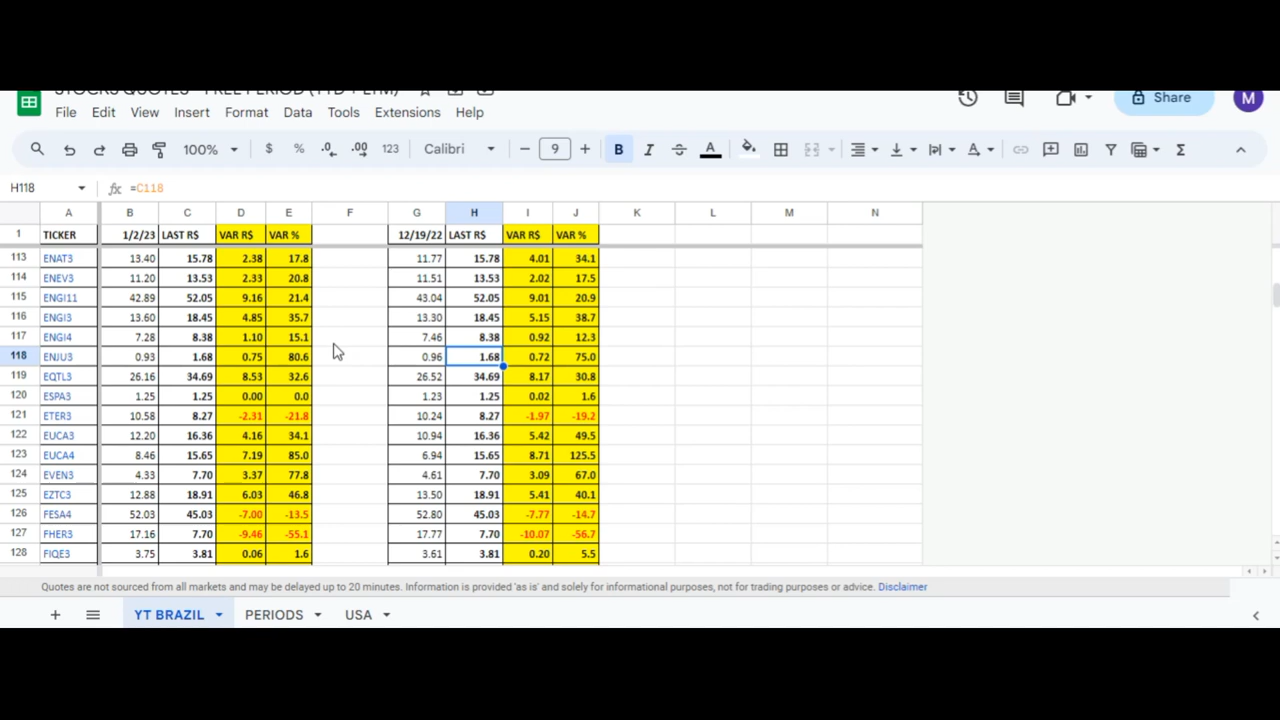 STOCKS QUOTES - FREE PERIOD (YTD + LTM)
File Edit View Insert Format Data Tools Extensions Help
Share M
100% $ % .0 .00 123 Calibri 9 B I A
H118 fx =C118
A B C D E F G H I J K L M N
1 TICKER 1/2/23 LAST R$ VAR R$ VAR % 12/19/22 LAST R$ VAR R$ VAR %
113 ENAT3 13.40 15.78 2.38 17.8 11.77 15.78 4.01 34.1
114 ENEV3 11.20 13.53 2.33 20.8 11.51 13.53 2.02 17.5
115 ENGI11 42.89 52.05 9.16 21.4 43.04 52.05 9.01 20.9
116 ENGI3 13.60 18.45 4.85 35.7 13.30 18.45 5.15 38.7
117 ENGI4 7.28 8.38 1.10 15.1 7.46 8.38 0.92 12.3
118 ENJU3 0.93 1.68 0.75 80.6 0.96 1.68 0.72 75.0
119 EQTL3 26.16 34.69 8.53 32.6 26.52 34.69 8.17 30.8
120 ESPA3 1.25 1.25 0.00 0.0 1.23 1.25 0.02 1.6
121 ETER3 10.58 8.27 -2.31 -21.8 10.24 8.27 -1.97 -19.2
122 EUCA3 12.20 16.36 4.16 34.1 10.94 16.36 5.42 49.5
123 EUCA4 8.46 15.65 7.19 85.0 6.94 15.65 8.71 125.5
124 EVEN3 4.33 7.70 3.37 77.8 4.61 7.70 3.09 67.0
125 EZTC3 12.88 18.91 6.03 46.8 13.50 18.91 5.41 40.1
126 FESA4 52.03 45.03 -7.00 -13.5 52.80 45.03 -7.77 -14.7
127 FHER3 17.16 7.70 -9.46 -55.1 17.77 7.70 -10.07 -56.7
128 FIQE3 3.75 3.81 0.06 1.6 3.61 3.81 0.20 5.5
Quotes are not sourced from all markets and may be delayed up to 20 minutes. Information is provided 'as is' and solely for informational purposes, not for trading purposes or advice. Disclaimer
YT BRAZIL PERIODS USA